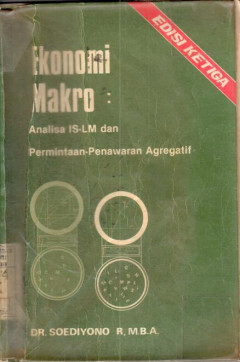 EDISI KETIGA
Ekonomi
Makro :
Analisa IS-LM dan
Permintaan-Penawaran Agregatif
DR. SOEDIYONO R, M.B.A.